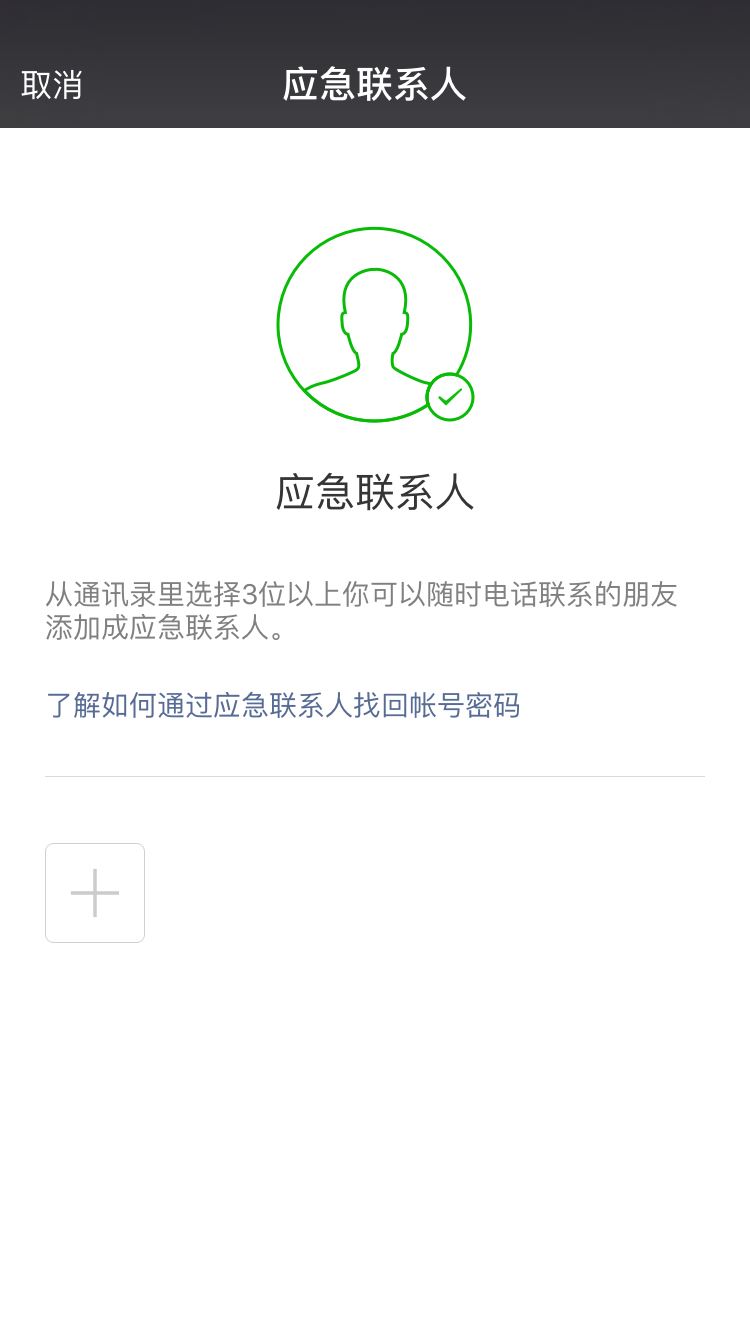 取消
应急联系人
应急联系人
从通讯录里选择3位以上你可以随时电话联系的朋友
添加成应急联系人。
了解如何通过应急联系人找回帐号密码